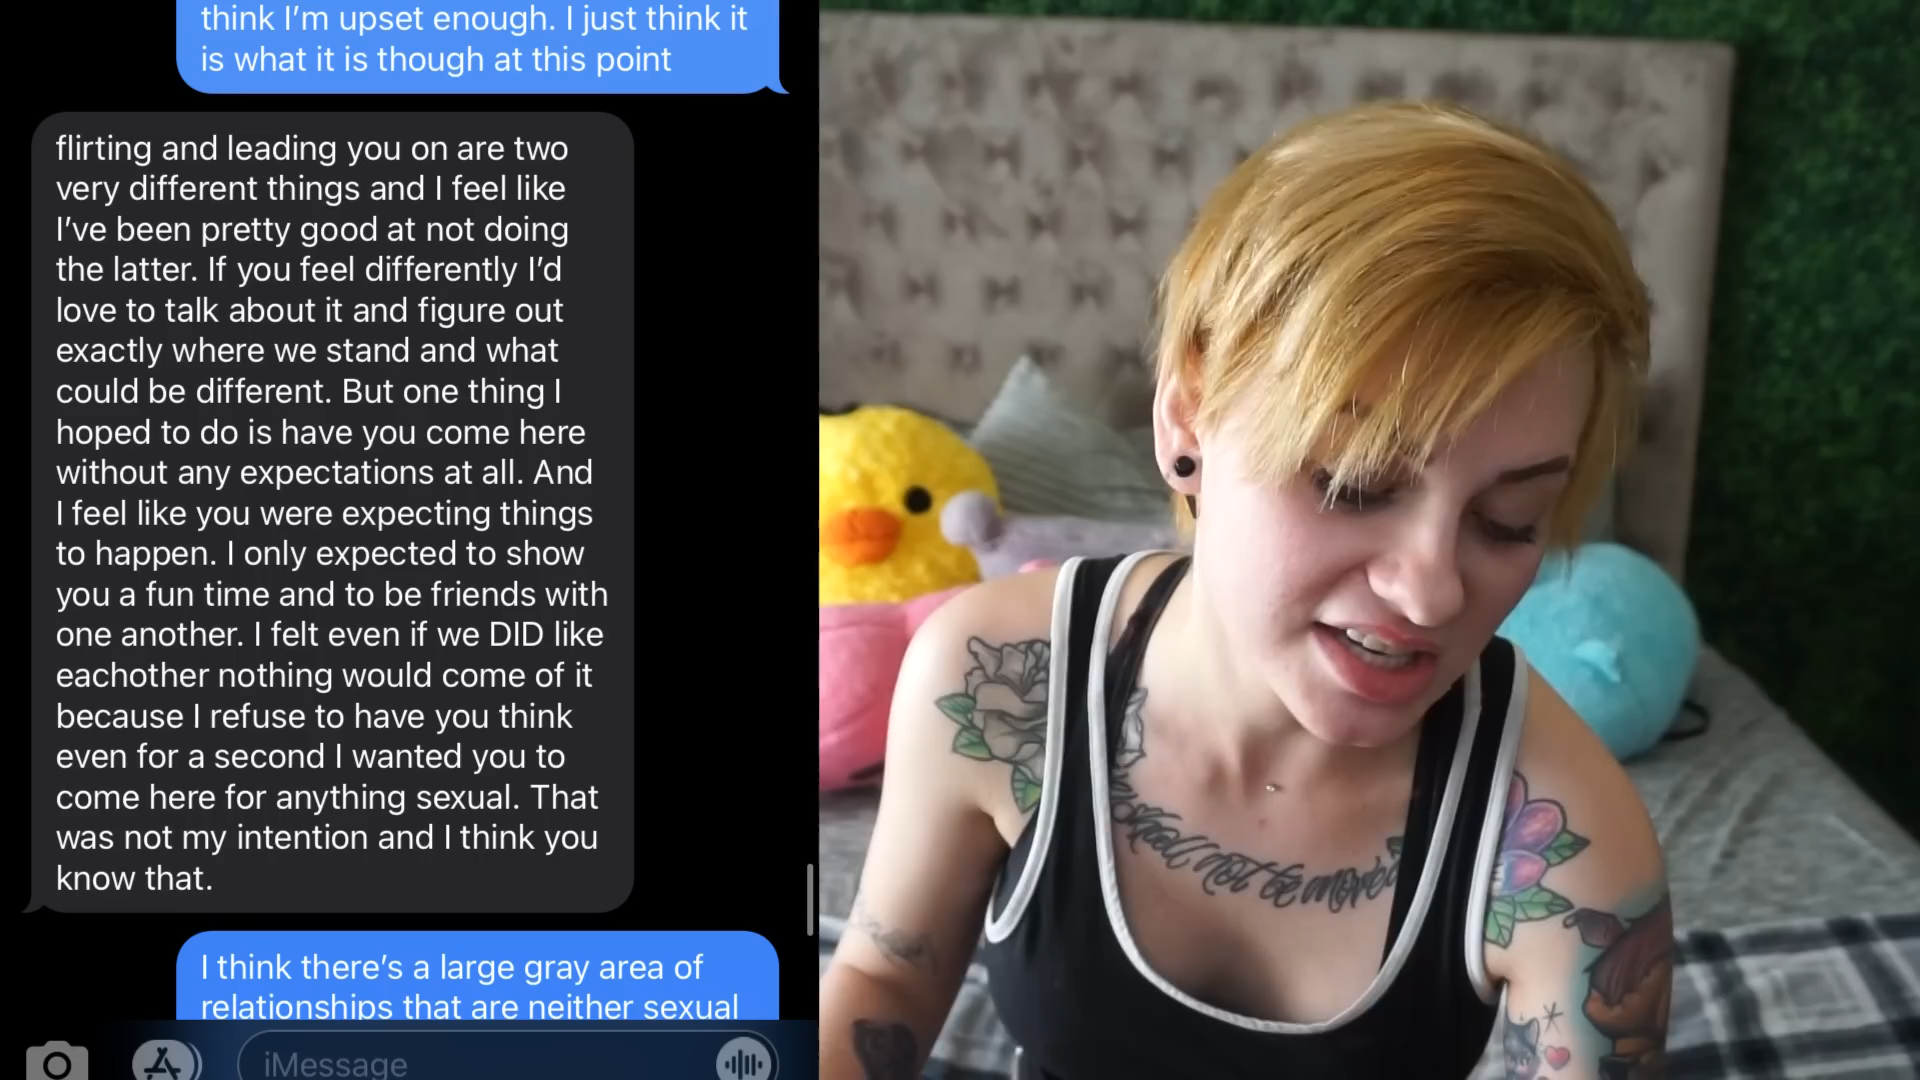 think I’m upset enough. I just think it
is what it is though at this point
flirting and leading you on are two
very different things and I feel like
I’ve been pretty good at not doing
the latter. If you feel differently I’d
love to talk about it and figure out
exactly where we stand and what
could be different. But one thing I
hoped to do is have you come here
without any expectations at all. And
I feel like you were expecting things
to happen. I only expected to show
you a fun time and to be friends with
one another. I felt even if we DID like
eachother nothing would come of it
because I refuse to have you think
even for a second I wanted you to
come here for anything sexual. That
was not my intention and I think you
know that.
I think there’s a large gray area of
relationships that are neither sexual
iMessage
shall not be moved